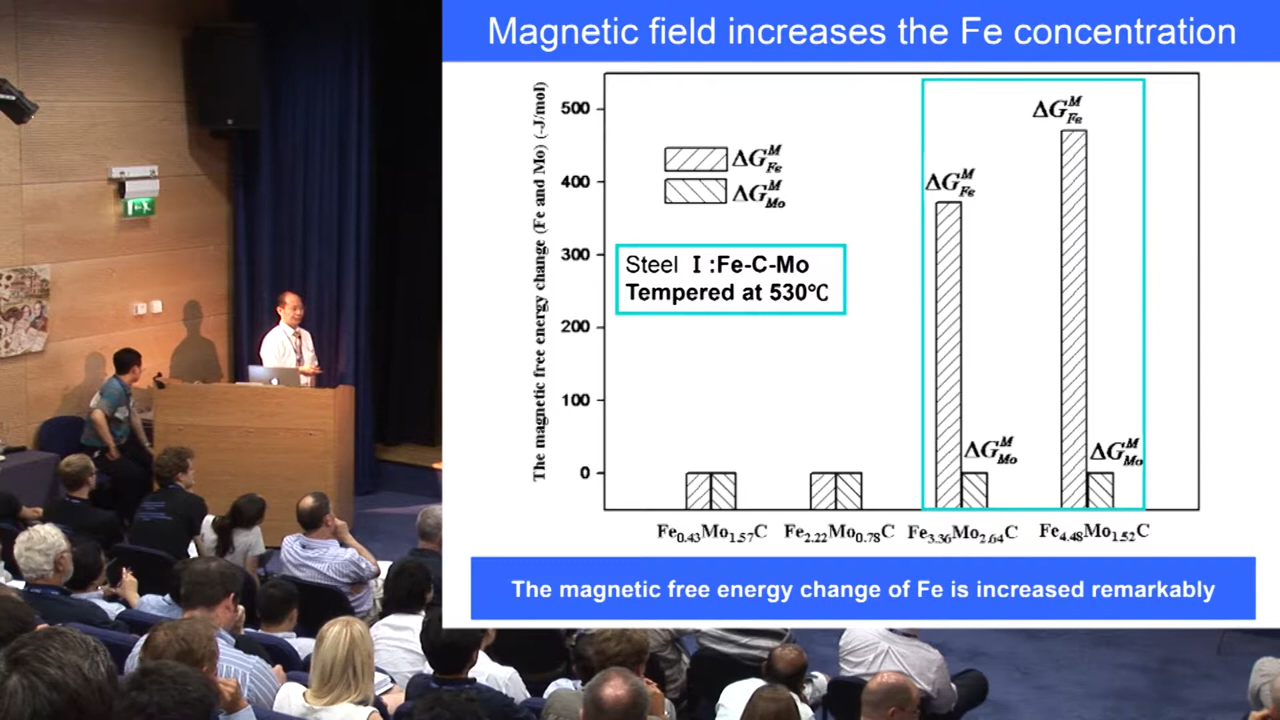 Magnetic field increases the Fe concentration
The magnetic free energy change (Fe and Mo) (-J/mol)
500
400
300
200
100
0
ΔG^M_Fe
ΔG^M_Mo
Steel Ⅰ:Fe-C-Mo
Tempered at 530℃
ΔG^M_Fe
ΔG^M_Fe
ΔG^M_Mo
ΔG^M_Mo
Fe0.43Mo1.57C Fe2.22Mo0.78C Fe3.36Mo2.64C Fe4.48Mo1.52C
The magnetic free energy change of Fe is increased remarkably